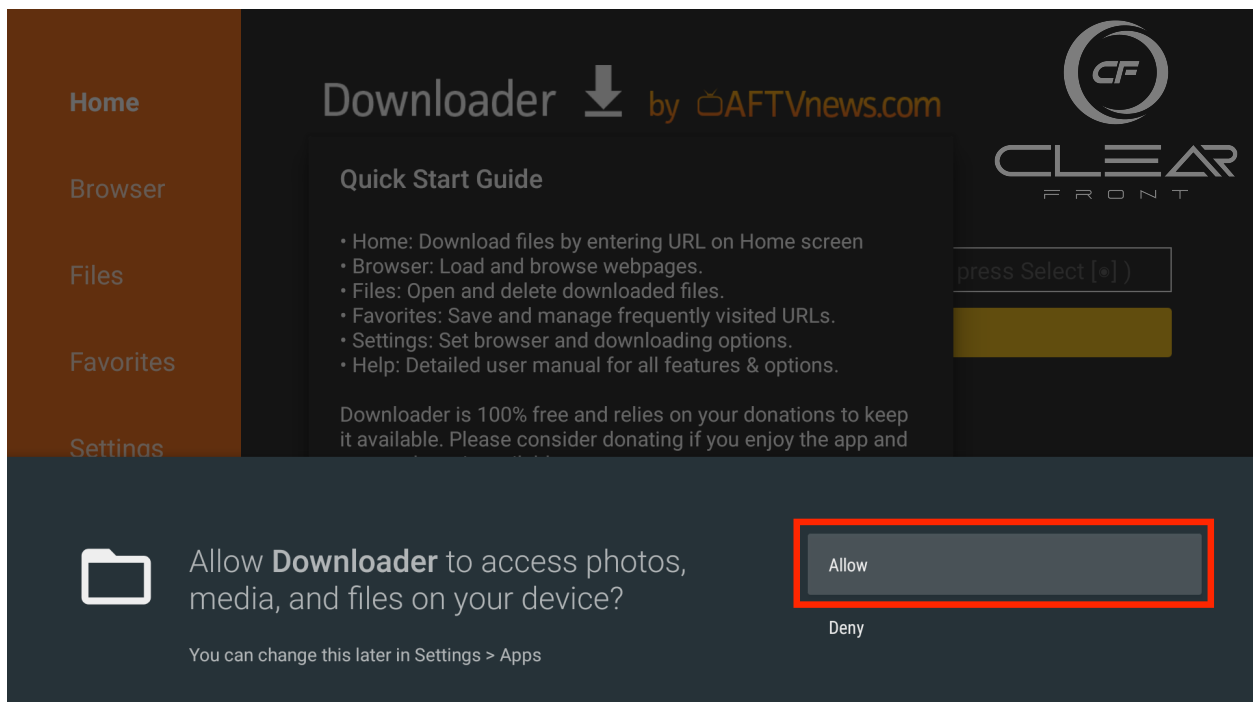 Home
Browser
Files
Favorites
Settings
Downloader by AFTVnews.com
CF
CLEAR
FRONT
Quick Start Guide
• Home: Download files by entering URL on Home screen
• Browser: Load and browse webpages.
• Files: Open and delete downloaded files.
• Favorites: Save and manage frequently visited URLs.
• Settings: Set browser and downloading options.
• Help: Detailed user manual for all features & options.
Downloader is 100% free and relies on your donations to keep
it available. Please consider donating if you enjoy the app and
press Select [●] )
Allow Downloader to access photos,
media, and files on your device?
You can change this later in Settings > Apps
Allow
Deny